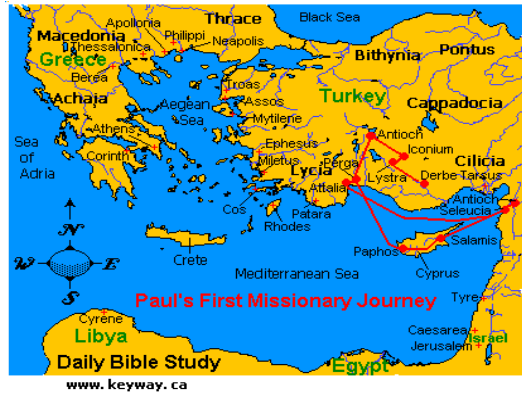 Thrace
Black Sea
Apollonia
Philippi
Macedonia
Neapolis
Thessalonica
Pontus
Bithynia
Greece
Berea
Troas
Turkey
Achaja
Aegean
Sea
Assos
Cappadocia
Mytilene
Athens
Antioch
Sea
of
Adria
Corinth
Ephesus
Iconium
Miletus
Perga
Cilicia
Lycia
Lystra
Derbe
Tarsus
Attalia
Antioch
Cos
Patara
Seleucia
Rhodes
N
Salamis
Crete
Paphos
W
E
Cyprus
Mediterranean Sea
S
Paul's First Missionary Journey
Tyre
Cyrene
Libya
Caesarea
Israel
Jerusalem
Daily Bible Study
Egypt
www.keyway.ca